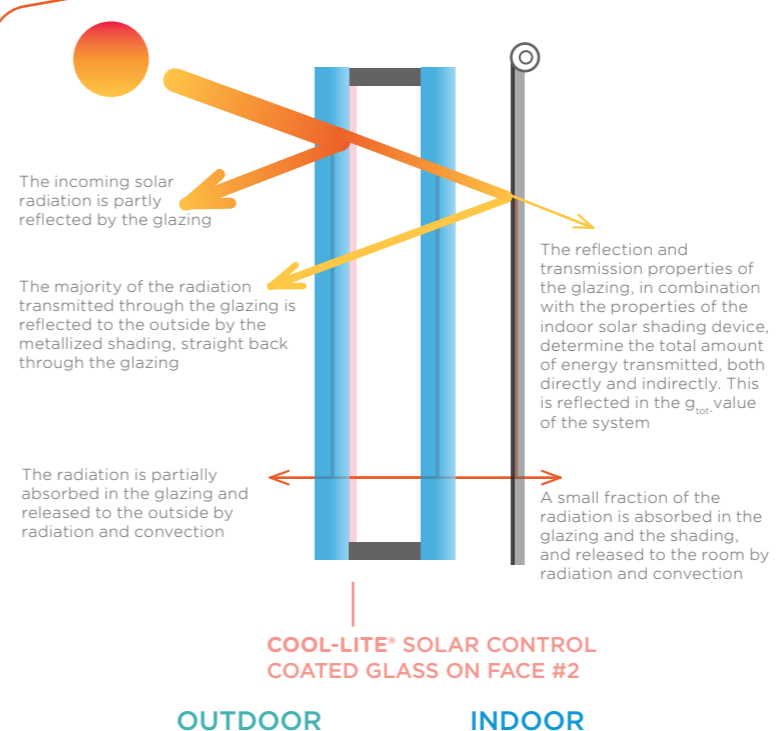 The incoming solar
radiation is partly
reflected by the glazing
The majority of the radiation
transmitted through the glazing is
reflected to the outside by the
metallized shading, straight back
through the glazing
The reflection and
transmission properties of
the glazing, in combination
with the properties of the
indoor solar shading device,
determine the total amount
of energy transmitted, both
directly and indirectly. This
is reflected in the g_tot- value
of the system
The radiation is partially
absorbed in the glazing and
released to the outside by
radiation and convection
A small fraction of the
radiation is absorbed in the
glazing and the shading,
and released to the room by
radiation and convection
COOL-LITE® SOLAR CONTROL
COATED GLASS ON FACE #2
OUTDOOR
INDOOR